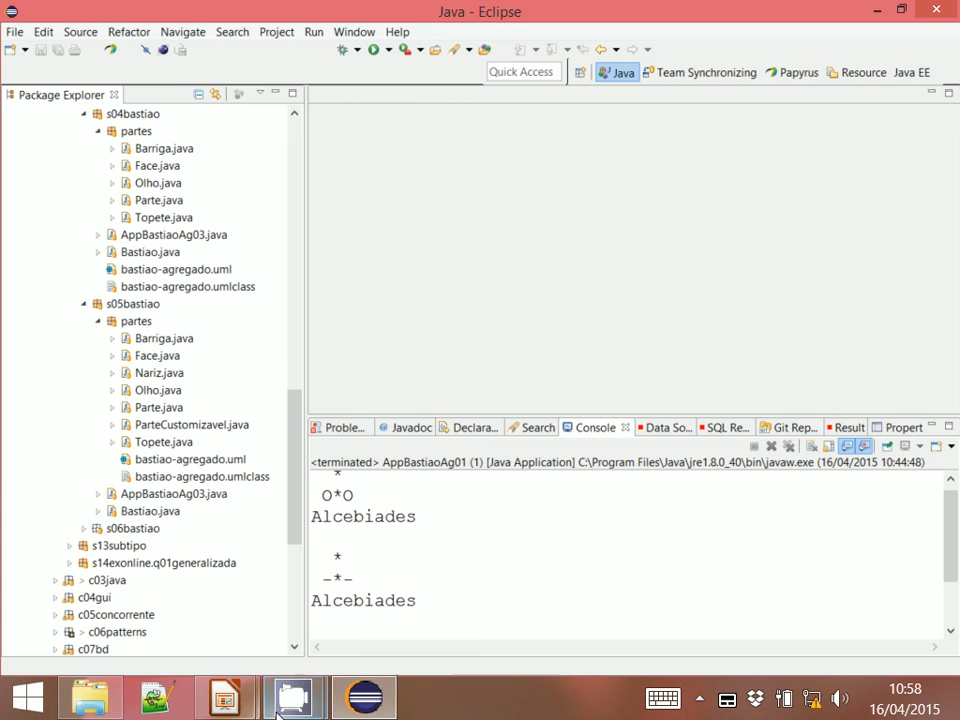 Java - Eclipse
File Edit Source Refactor Navigate Search Project Run Window Help
Quick Access Java Team Synchronizing Papyrus Resource Java EE
Package Explorer
s04bastiao
partes
Barriga.java
Face.java
Olho.java
Parte.java
Topete.java
AppBastiaoAg03.java
Bastiao.java
bastiao-agregado.uml
bastiao-agregado.umlclass
s05bastiao
partes
Barriga.java
Face.java
Nariz.java
Olho.java
Parte.java
ParteCustomizavel.java
Topete.java
bastiao-agregado.uml
bastiao-agregado.umlclass
AppBastiaoAg03.java
Bastiao.java
s06bastiao
s13subtipo
s14exonline.q01generalizada
> c03java
c04gui
c05concorrente
> c06patterns
c07bd
Proble... Javadoc Declara... Search Console Data So... SQL Re... Git Rep... Result Propert
<terminated> AppBastiaoAg01 (1) [Java Application] C:\Program Files\Java\jre1.8.0_40\bin\javaw.exe (16/04/2015 10:44:48)
*
O*O
Alcebiades
*
-*-
Alcebiades
10:58
16/04/2015